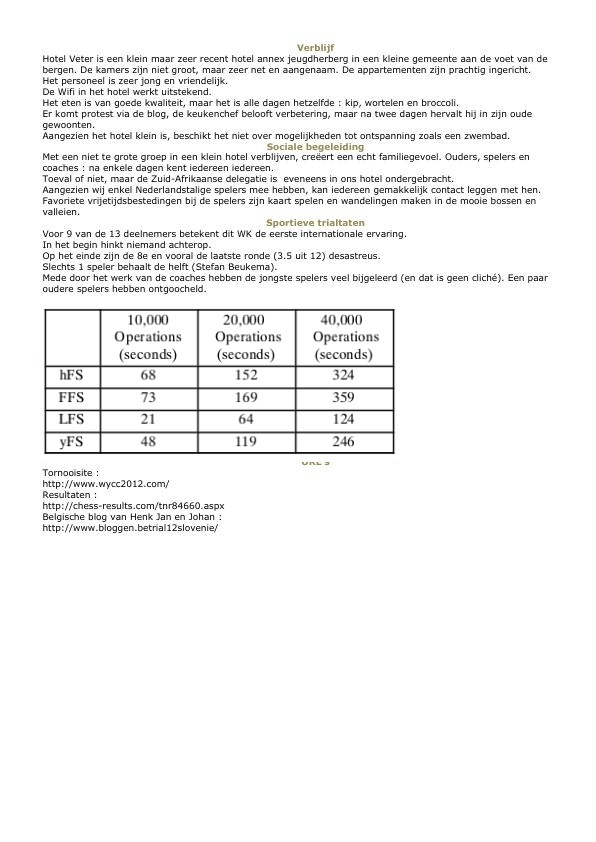 Verblijf
Hotel Veter is een klein maar zeer recent hotel annex jeugdherberg in een kleine gemeente aan de voet van de
bergen. De kamers zijn niet groot, maar zeer net en aangenaam. De appartementen zijn prachtig ingericht.
Het personeel is zeer jong en vriendelijk.
De Wifi in het hotel werkt uitstekend.
Het eten is van goede kwaliteit, maar het is alle dagen hetzelfde : kip, wortelen en broccoli.
Er komt protest via de blog, de keukenchef belooft verbetering, maar na twee dagen hervalt hij in zijn oude
gewoonten.
Aangezien het hotel klein is, beschikt het niet over mogelijkheden tot ontspanning zoals een zwembad.
Sociale begeleiding
Met een niet te grote groep in een klein hotel verblijven, creëert een echt familiegevoel. Ouders, spelers en
coaches : na enkele dagen kent iedereen iedereen.
Toeval of niet, maar de Zuid-Afrikaanse delegatie is eveneens in ons hotel ondergebracht.
Aangezien wij enkel Nederlandstalige spelers mee hebben, kan iedereen gemakkelijk contact leggen met hen.
Favoriete vrijetijdsbestedingen bij de spelers zijn kaart spelen en wandelingen maken in de mooie bossen en
valleien.
Sportieve trialtaten
Voor 9 van de 13 deelnemers betekent dit WK de eerste internationale ervaring.
In het begin hinkt niemand achterop.
Op het einde zijn de 8e en vooral de laatste ronde (3.5 uit 12) desastreus.
Slechts 1 speler behaalt de helft (Stefan Beukema).
Mede door het werk van de coaches hebben de jongste spelers veel bijgeleerd (en dat is geen cliché). Een paar
oudere spelers hebben ontgoocheld.
10,000 Operations (seconds) 20,000 Operations (seconds) 40,000 Operations (seconds)
hFS 68 152 324
FFS 73 169 359
LFS 21 64 124
yFS 48 119 246
URL's
Tornooisite :
http://www.wycc2012.com/
Resultaten :
http://chess-results.com/tnr84660.aspx
Belgische blog van Henk Jan en Johan :
http://www.bloggen.betrial12slovenie/